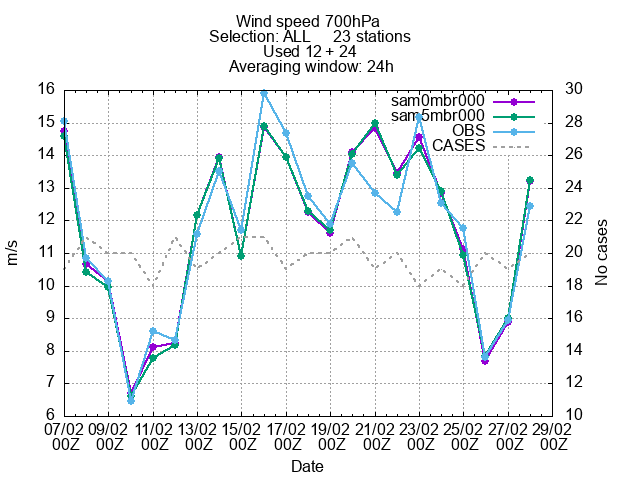 Wind speed 700hPa
Selection: ALL 23 stations
Used 12 + 24
Averaging window: 24h
16 30
sam0mbr000
15 28
sam5mbr000
OBS
14 26
CASES
13 24
12 22
m/s
11 20
No cases
10 18
9 16
8 14
7 12
6 10
07/02 09/02 11/02 13/02 15/02 17/02 19/02 21/02 23/02 25/02 27/02 29/02
00Z 00Z 00Z 00Z 00Z 00Z 00Z 00Z 00Z 00Z 00Z 00Z
Date